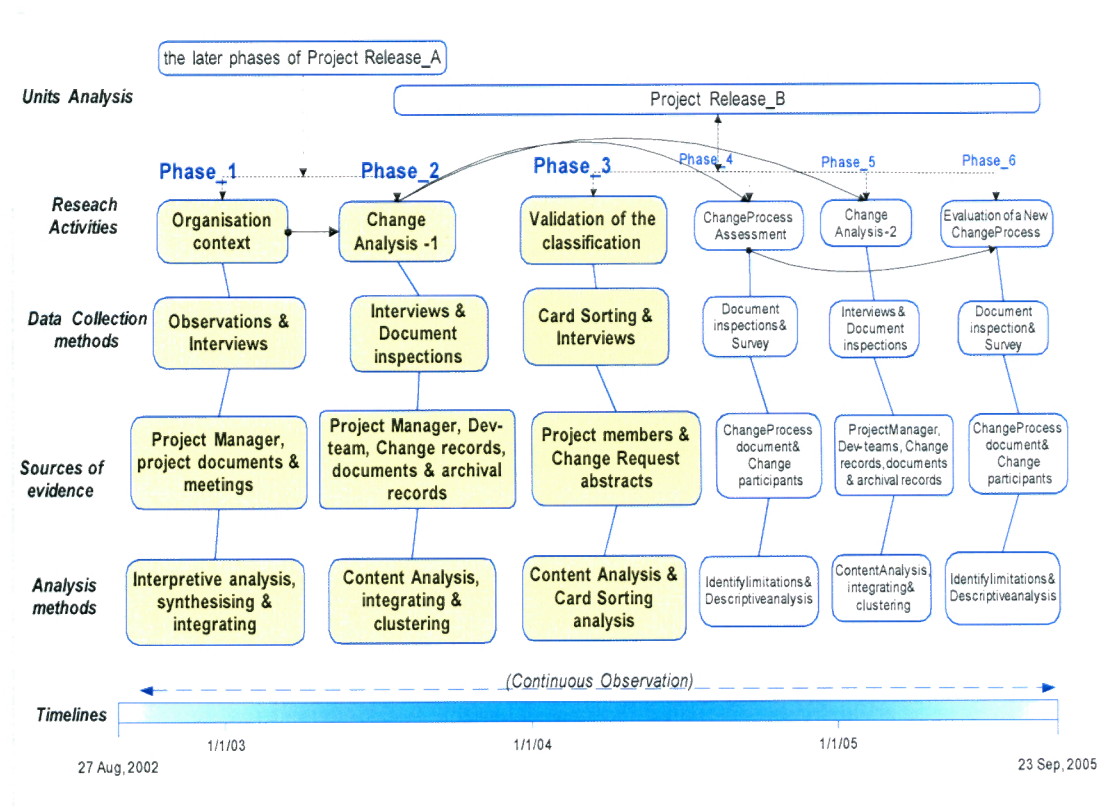 the later phases of Project Release_A
Units Analysis
Project Release_B
Phase_1
Phase_2
Phase_3
Phase_4
Phase_5
Phase_6
Reseach
Activities
Organisation
context
Change
Analysis -1
Validation of the
classification
ChangeProcess
Assessment
Change
Analysis-2
Evaluation of a New
ChangeProcess
Data Collection
methods
Observations &
Interviews
Interviews &
Document
inspections
Card Sorting &
Interviews
Document
inspections&
Survey
Interviews &
Document
inspections
Document
inspection&
Survey
Sources of
evidence
Project Manager,
project documents &
meetings
Project Manager, Dev-
team, Change records,
documents & archival
records
Project members &
Change Request
abstracts
ChangeProcess
document&
Change
participants
ProjectManager,
Dev-teams, Change
records, documents
& archival records
ChangeProcess
document&
Change
participants
Analysis
methods
Interpretive analysis,
synthesising &
integrating
Content Analysis,
integrating &
clustering
Content Analysis &
Card Sorting
analysis
Identifylimitations&
Descriptiveanalysis
ContentAnalysis,
integrating&
clustering
Identifylimitations&
Descriptiveanalysis
(Continuous Observation)
Timelines
1/1/03
1/1/04
1/1/05
27 Aug, 2002
23 Sep, 2005